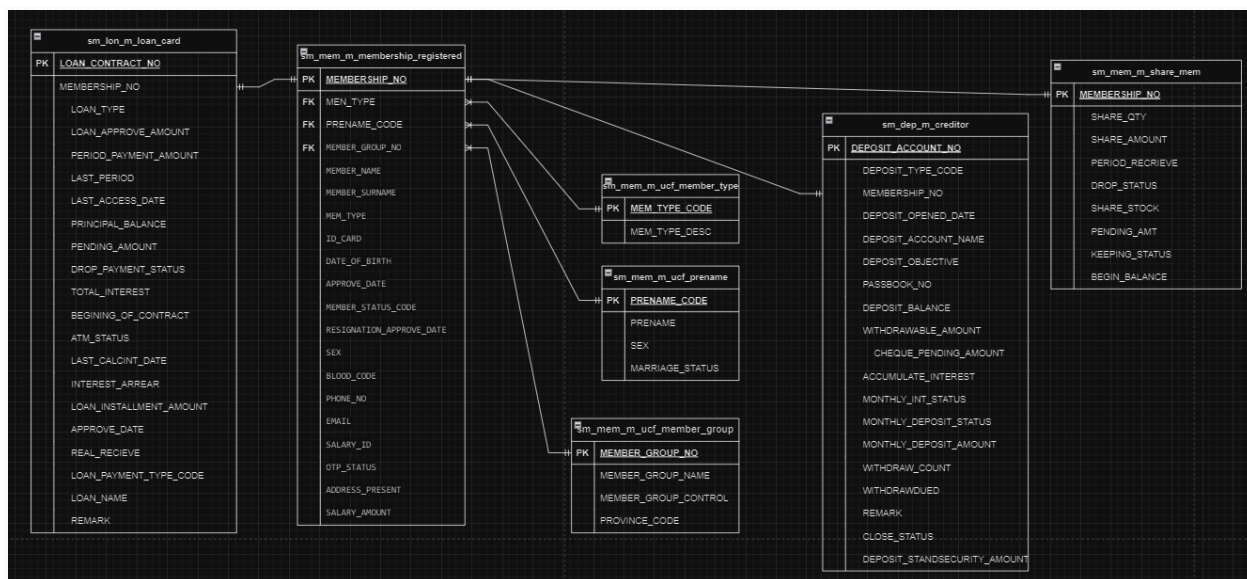 sm_lon_m_loan_card
PK LOAN_CONTRACT_NO
MEMBERSHIP_NO
LOAN_TYPE
LOAN_APPROVE_AMOUNT
PERIOD_PAYMENT_AMOUNT
LAST_PERIOD
LAST_ACCESS_DATE
PRINCIPAL_BALANCE
PENDING_AMOUNT
DROP_PAYMENT_STATUS
TOTAL_INTEREST
BEGINING_OF_CONTRACT
ATM_STATUS
LAST_CALCINT_DATE
INTEREST_ARREAR
LOAN_INSTALLMENT_AMOUNT
APPROVE_DATE
REAL_RECIEVE
LOAN_PAYMENT_TYPE_CODE
LOAN_NAME
REMARK
sm_mem_m_membership_registered
PK MEMBERSHIP_NO
FK MEN_TYPE
FK PRENAME_CODE
FK MEMBER_GROUP_NO
MEMBER_NAME
MEMBER_SURNAME
MEM_TYPE
ID_CARD
DATE_OF_BIRTH
APPROVE_DATE
MEMBER_STATUS_CODE
RESIGNATION_APPROVE_DATE
SEX
BLOOD_CODE
PHONE_NO
EMAIL
SALARY_ID
OTP_STATUS
ADDRESS_PRESENT
SALARY_AMOUNT
sm_mem_m_ucf_member_type
PK MEM_TYPE_CODE
MEM_TYPE_DESC
sm_mem_m_ucf_prename
PK PRENAME_CODE
PRENAME
SEX
MARRIAGE_STATUS
sm_mem_m_ucf_member_group
PK MEMBER_GROUP_NO
MEMBER_GROUP_NAME
MEMBER_GROUP_CONTROL
PROVINCE_CODE
sm_dep_m_creditor
PK DEPOSIT_ACCOUNT_NO
DEPOSIT_TYPE_CODE
MEMBERSHIP_NO
DEPOSIT_OPENED_DATE
DEPOSIT_ACCOUNT_NAME
DEPOSIT_OBJECTIVE
PASSBOOK_NO
DEPOSIT_BALANCE
WITHDRAWABLE_AMOUNT
CHEQUE_PENDING_AMOUNT
ACCUMULATE_INTEREST
MONTHLY_INT_STATUS
MONTHLY_DEPOSIT_STATUS
MONTHLY_DEPOSIT_AMOUNT
WITHDRAW_COUNT
WITHDRAWDUED
REMARK
CLOSE_STATUS
DEPOSIT_STANDSECURITY_AMOUNT
sm_mem_m_share_mem
PK MEMBERSHIP_NO
SHARE_QTY
SHARE_AMOUNT
PERIOD_RECRIEVE
DROP_STATUS
SHARE_STOCK
PENDING_AMT
KEEPING_STATUS
BEGIN_BALANCE